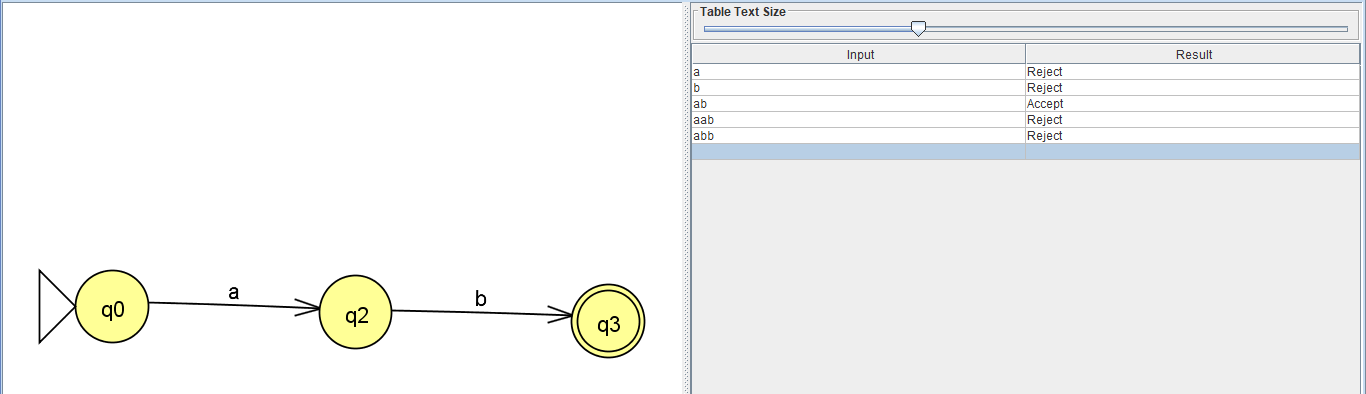 Table Text Size
Input Result
a Reject
b Reject
ab Accept
aab Reject
abb Reject
a
b
q0
q2
q3